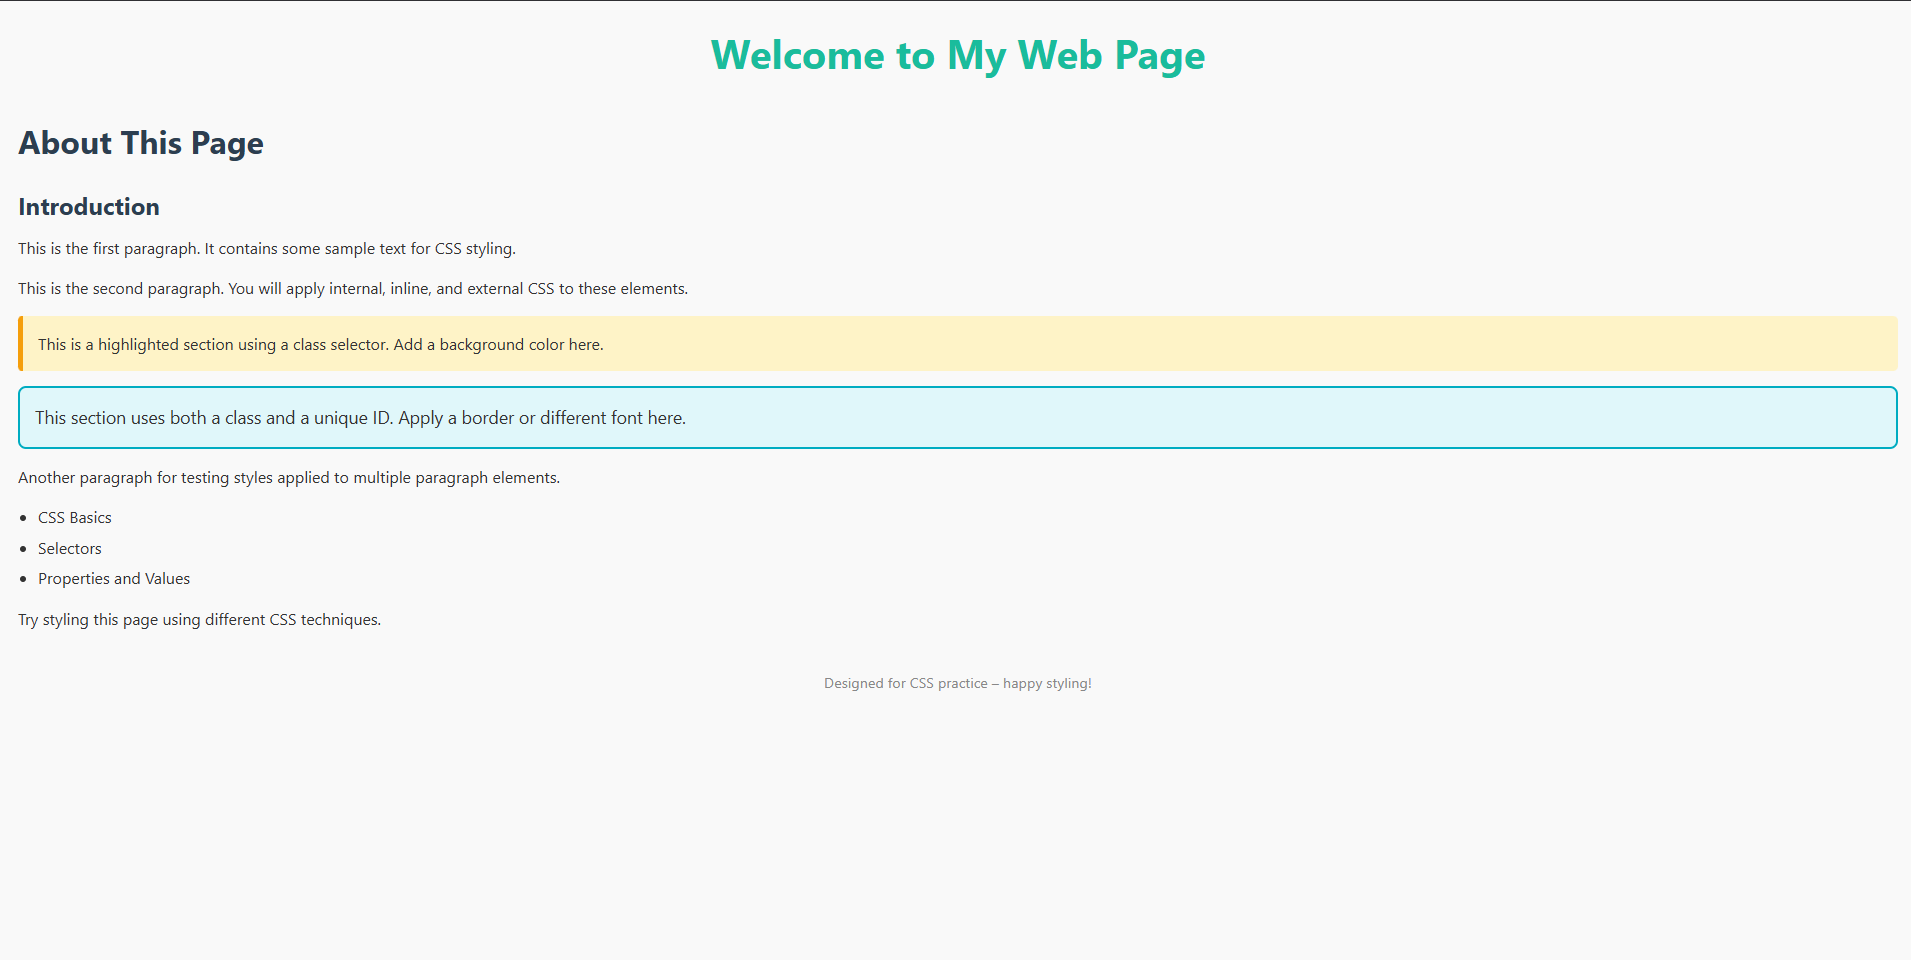 Welcome to My Web Page
About This Page
Introduction
This is the first paragraph. It contains some sample text for CSS styling.
This is the second paragraph. You will apply internal, inline, and external CSS to these elements.
This is a highlighted section using a class selector. Add a background color here.
This section uses both a class and a unique ID. Apply a border or different font here.
Another paragraph for testing styles applied to multiple paragraph elements.
• CSS Basics
• Selectors
• Properties and Values
Try styling this page using different CSS techniques.
Designed for CSS practice – happy styling!